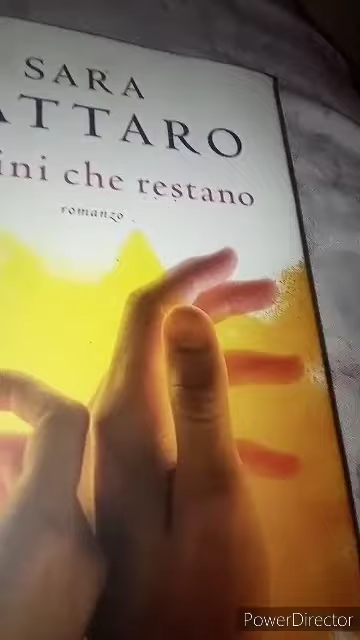 SARA
ATTARO
ini che restano
romanzo
PowerDirector